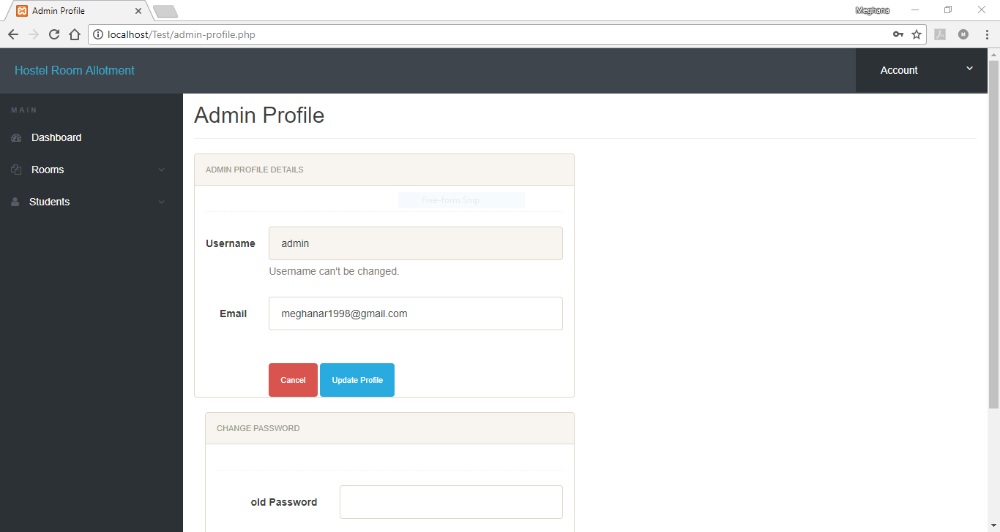 Admin Profile
Meghana
localhost/Test/admin-profile.php
M
Hostel Room Allotment
Account
MAIN
Dashboard
Rooms
Students
Admin Profile
ADMIN PROFILE DETAILS
Free-form Snip
Username
admin
Username can't be changed.
Email
meghanar1998@gmail.com
Cancel
Update Profile
CHANGE PASSWORD
old Password